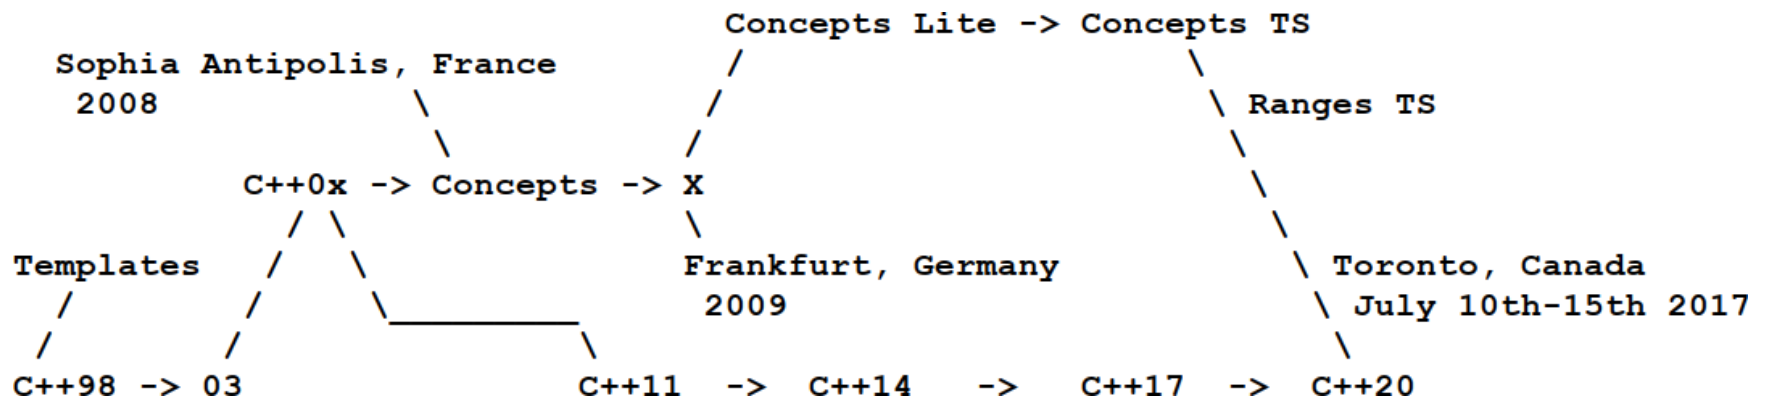 Concepts Lite -> Concepts TS
Sophia Antipolis, France / \
2008 \ / \ Ranges TS
\ / \
C++0x -> Concepts -> X \
/ \ \ \
Templates / \ Frankfurt, Germany \ Toronto, Canada
/ / \_________ 2009 \ July 10th-15th 2017
/ / \ \
C++98 -> 03 C++11 -> C++14 -> C++17 -> C++20